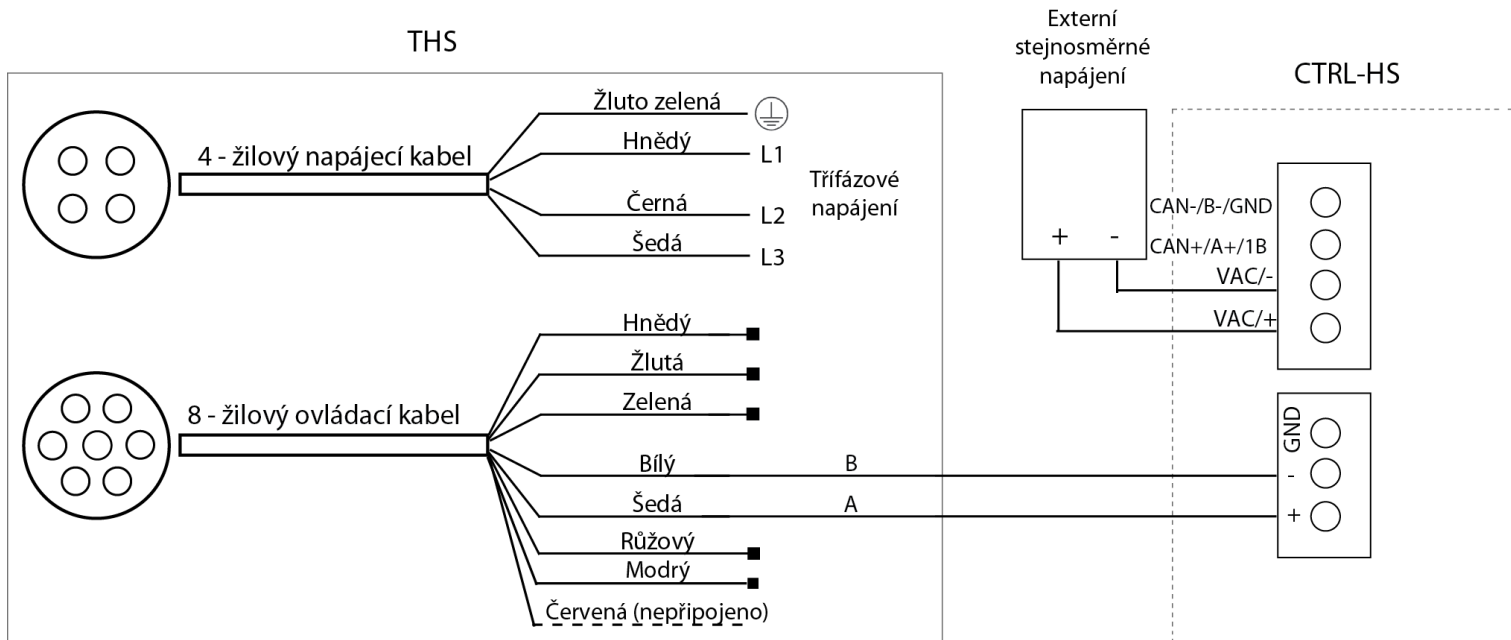 THS
Externí
stejnosměrné
napájení
CTRL-HS
Žluto zelená
4 - žilový napájecí kabel
Hnědý
L1
Třífázové
napájení
Černá
L2
Šedá
L3
+ -
CAN-/B-/GND
CAN+/A+/1B
VAC/-
VAC/+
Hnědý
Žlutá
Zelená
8 - žilový ovládací kabel
Bílý
B
Šedá
A
Růžový
Modrý
Červená (nepřipojeno)
GND
-
+